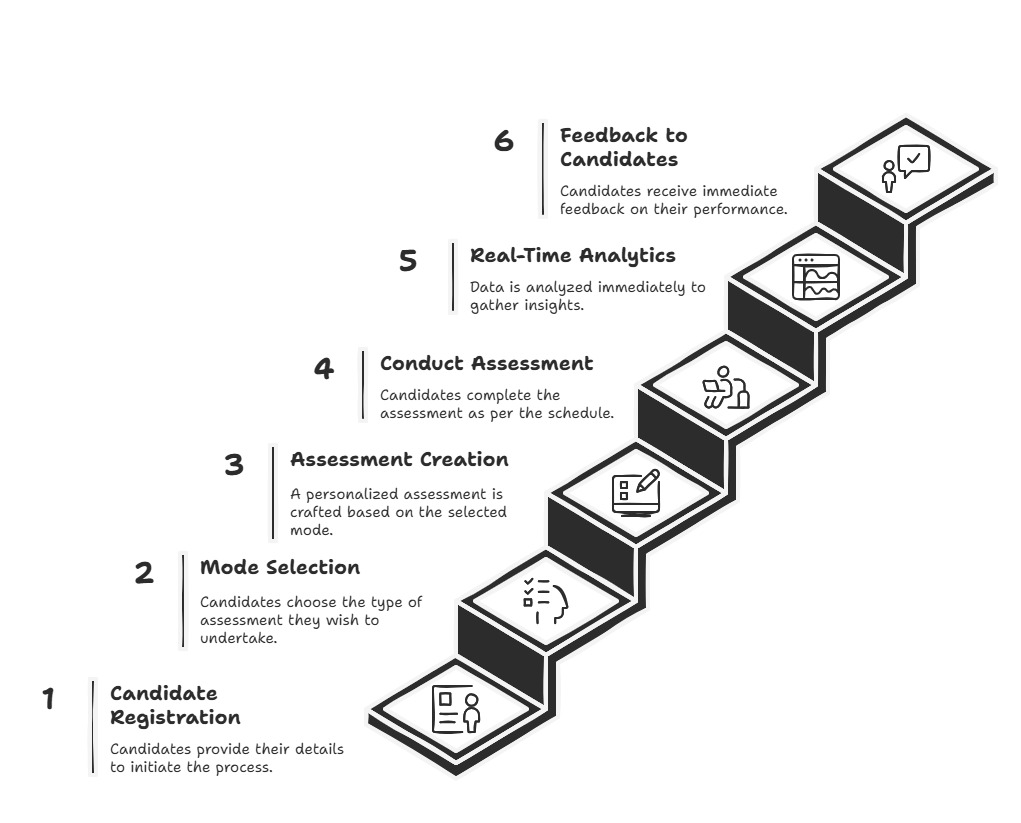 6
Feedback to
Candidates
Candidates receive immediate
feedback on their performance.
5
Real-Time Analytics
Data is analyzed immediately to
gather insights.
4
Conduct Assessment
Candidates complete the
assessment as per the schedule.
3
Assessment Creation
A personalized assessment is
crafted based on the selected
mode.
2
Mode Selection
Candidates choose the type of
assessment they wish to
undertake.
1
Candidate
Registration
Candidates provide their details
to initiate the process.